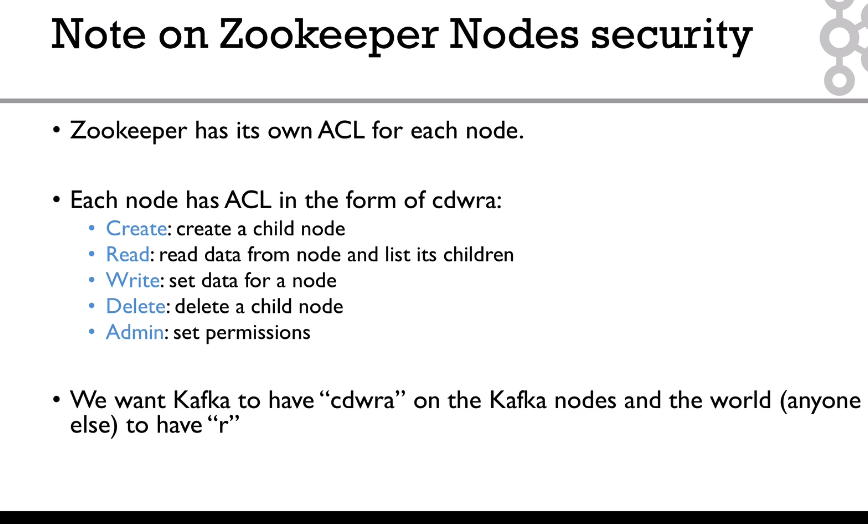 Note on Zookeeper Nodes security
• Zookeeper has its own ACL for each node.
• Each node has ACL in the form of cdwra:
• Create: create a child node
• Read: read data from node and list its children
• Write: set data for a node
• Delete: delete a child node
• Admin: set permissions
• We want Kafka to have “cdwra” on the Kafka nodes and the world (anyone
else) to have “r”